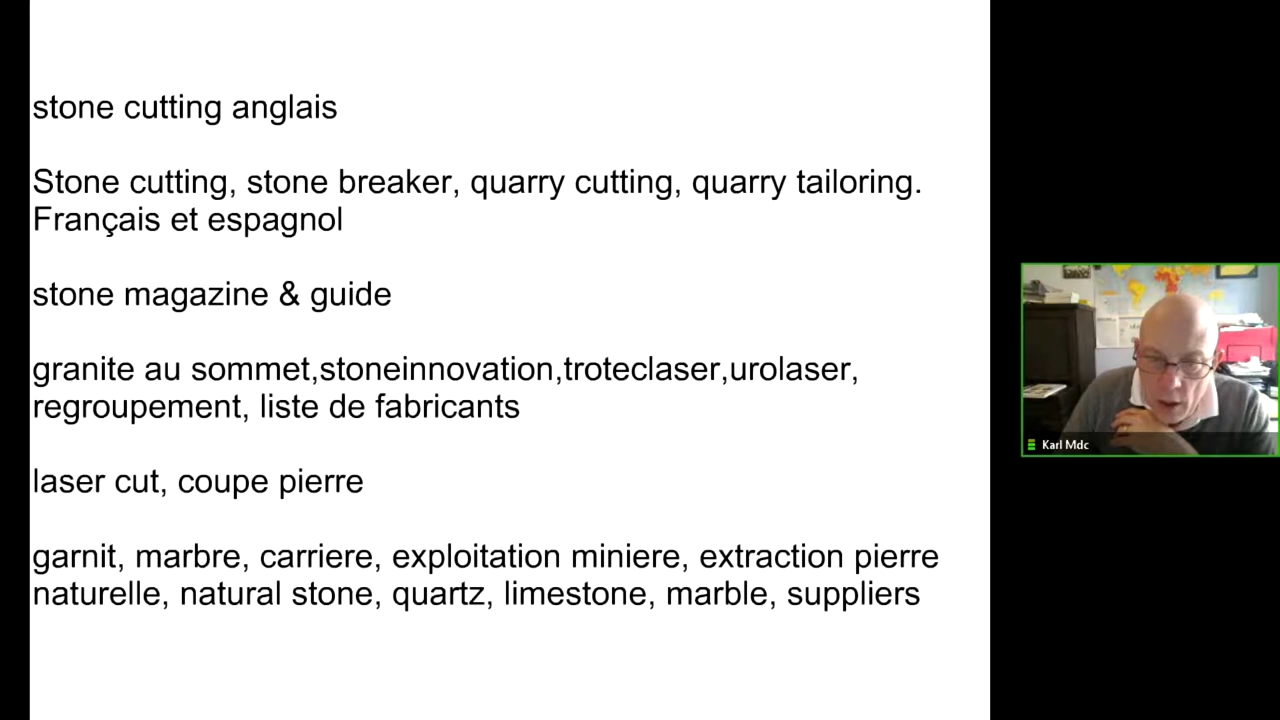 stone cutting anglais
Stone cutting, stone breaker, quarry cutting, quarry tailoring.
Français et espagnol
stone magazine & guide
granite au sommet,stoneinnovation,troteclaser,urolaser,
regroupement, liste de fabricants
laser cut, coupe pierre
garnit, marbre, carriere, exploitation miniere, extraction pierre
naturelle, natural stone, quartz, limestone, marble, suppliers
Karl Mdc